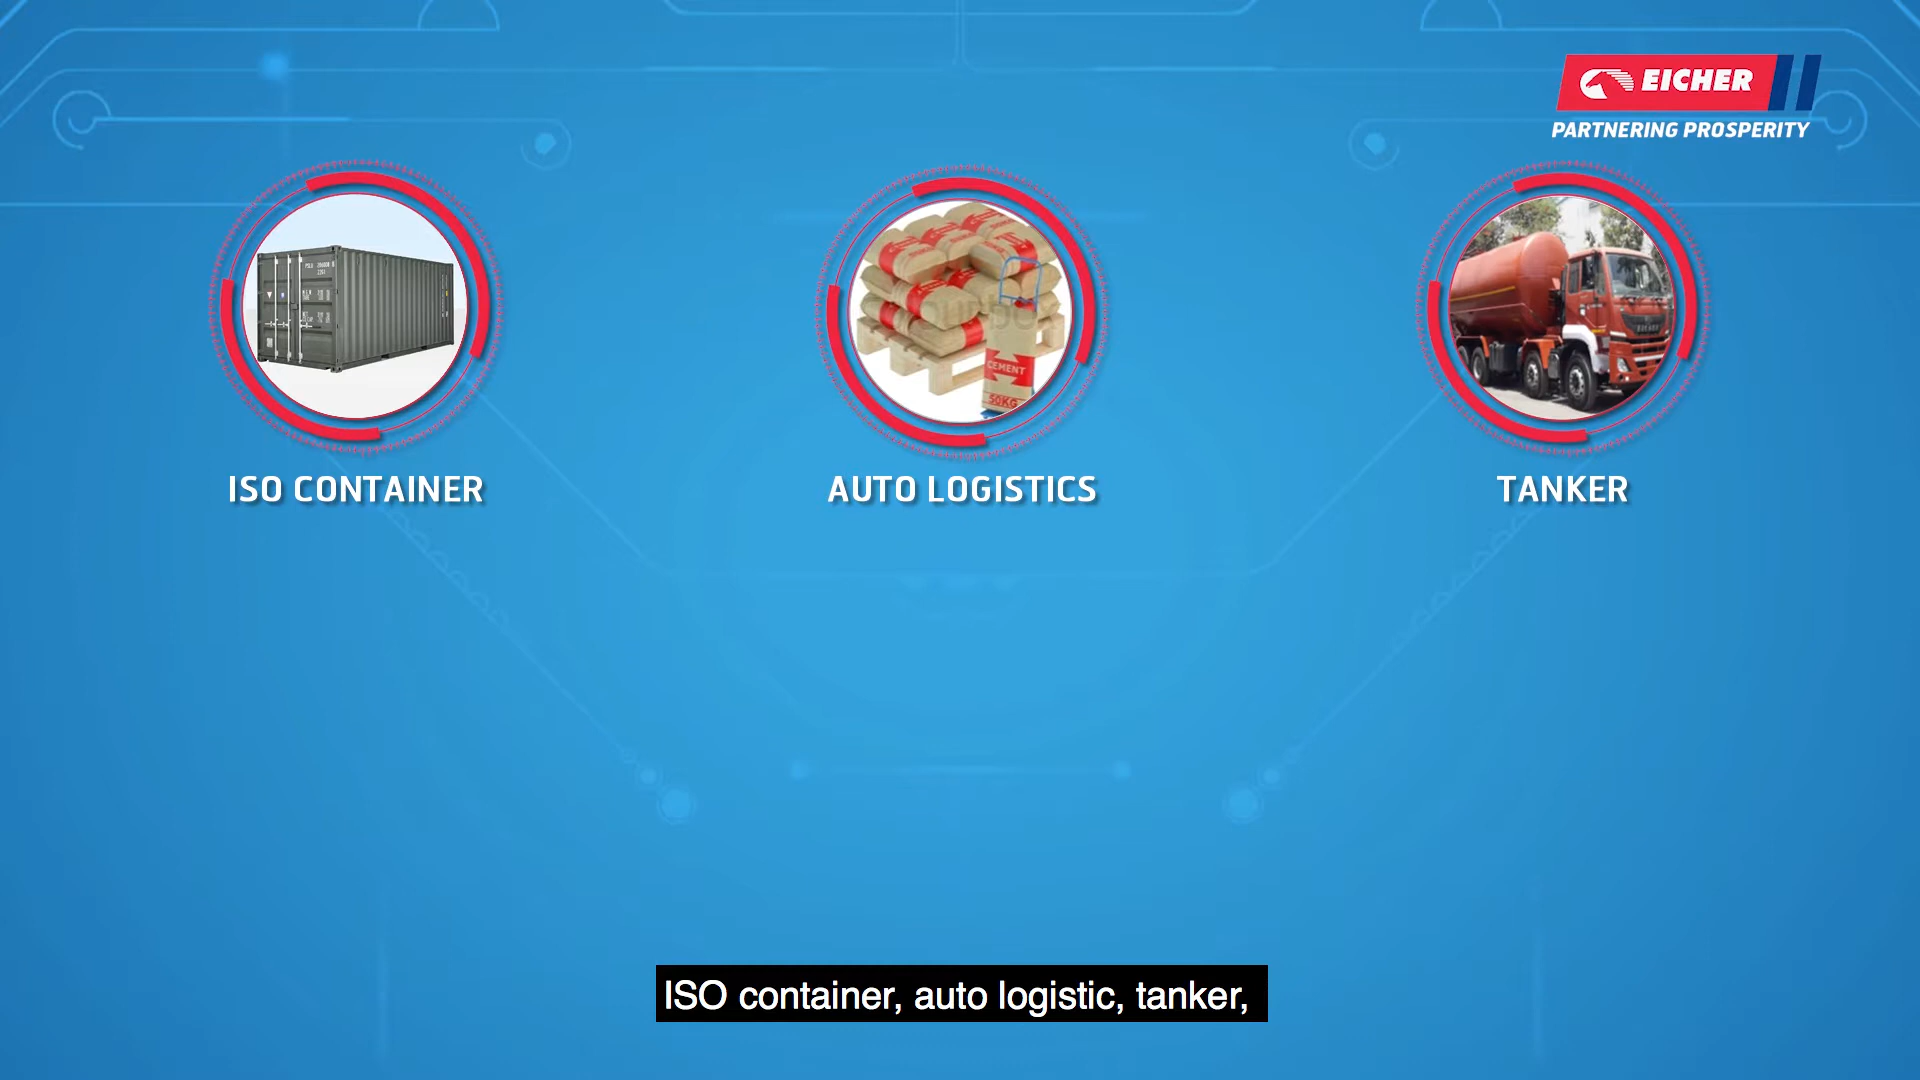 EICHER
PARTNERING PROSPERITY
CEMENT
50KG
ISO CONTAINER
AUTO LOGISTICS
TANKER
ISO container, auto logistic, tanker,